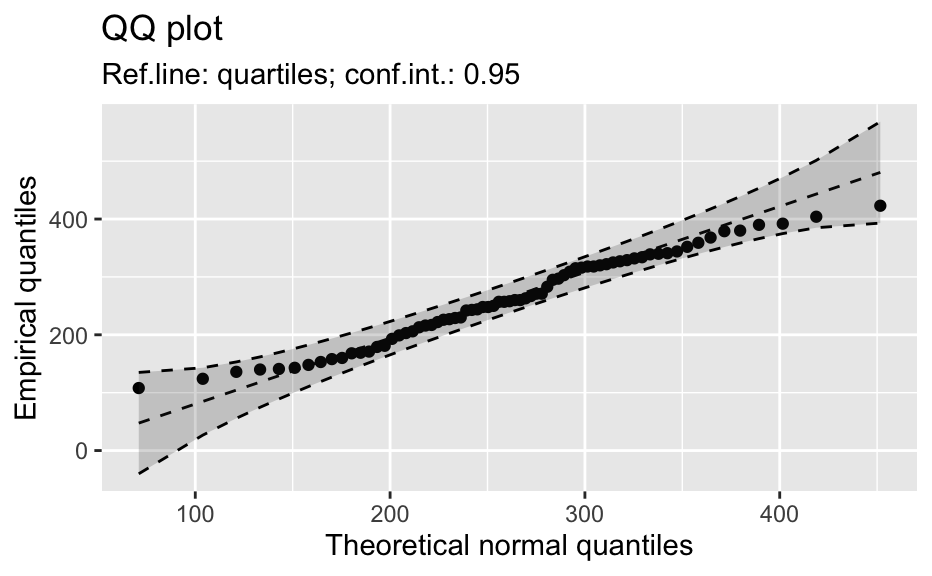 QQ plot
Ref.line: quartiles; conf.int.: 0.95
Empirical quantiles
400
200
0
100
200
300
400
Theoretical normal quantiles